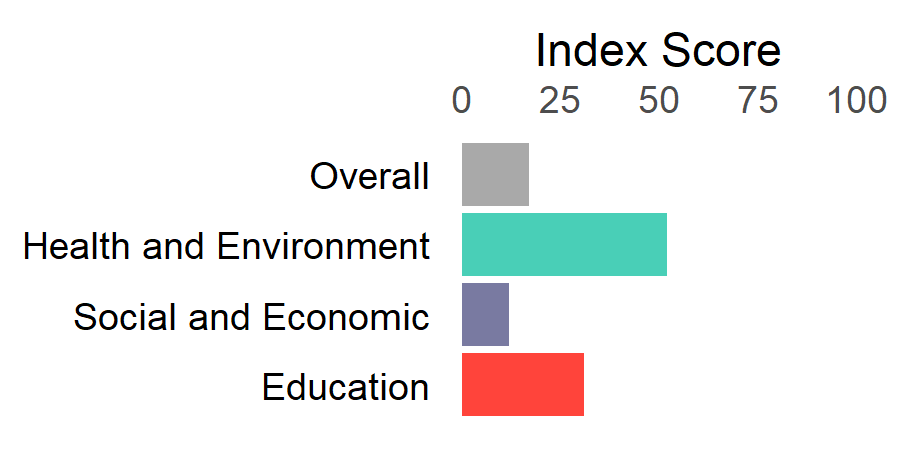 Index Score
0 25 50 75 100
Overall
Health and Environment
Social and Economic
Education